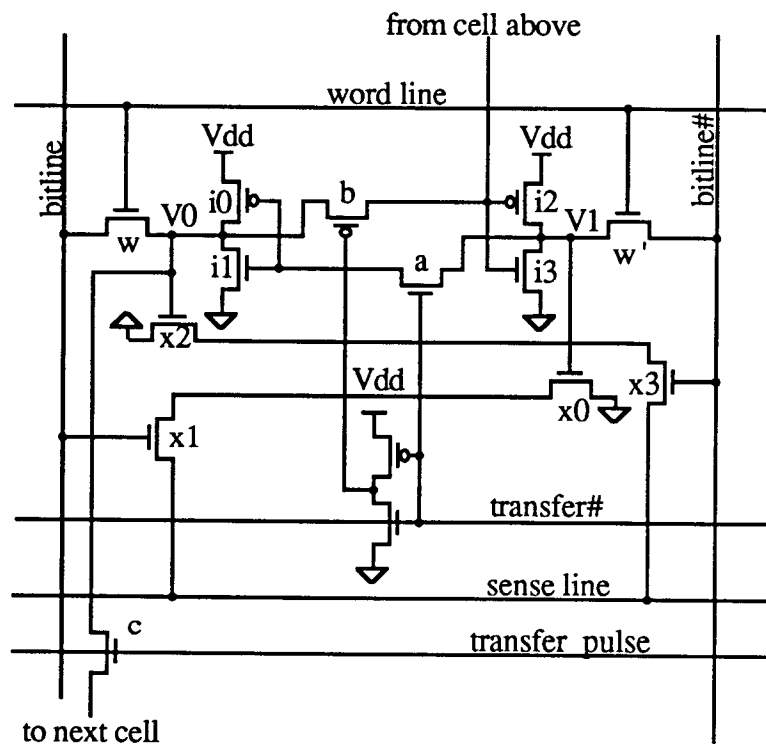 from cell above
word line
bitline
bitline#
Vdd
Vdd
i0
b
i2
V0
V1
w
w'
i1
a
i3
x2
Vdd
x3
x0
x1
transfer#
sense line
c
transfer pulse
to next cell